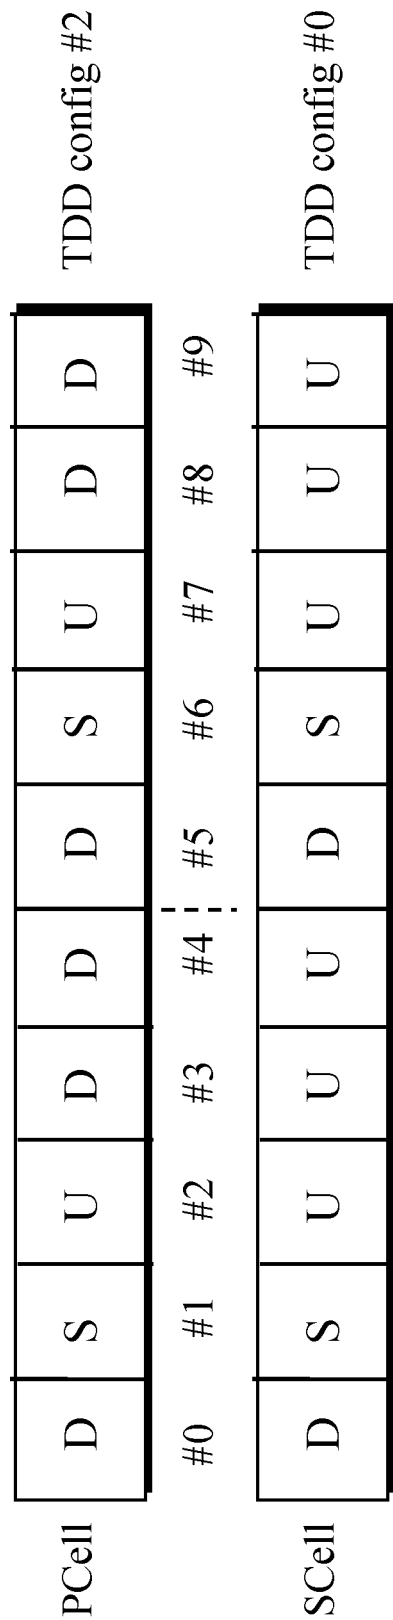 PCell D S U D D D S U D D TDD config #2
#0 #1 #2 #3 #4 #5 #6 #7 #8 #9
SCell D S U U U D S U U U TDD config #0